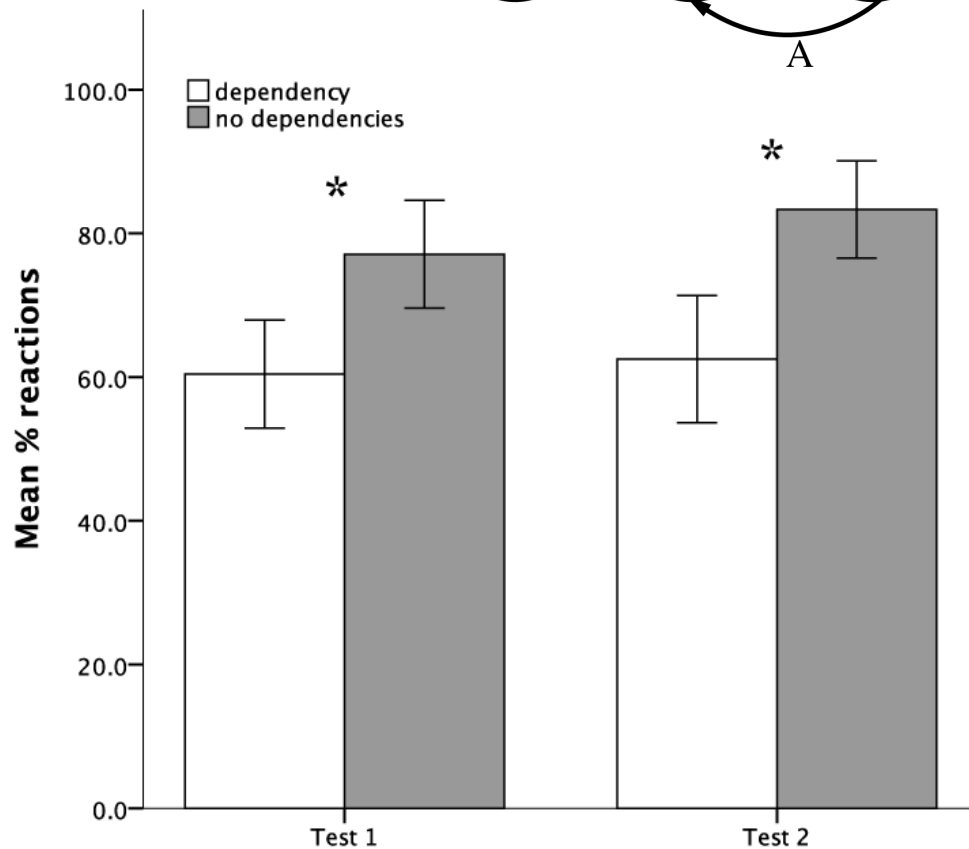 A
100.0
dependency
no dependencies
*
*
80.0
Mean % reactions
60.0
40.0
20.0
0.0
Test 1
Test 2